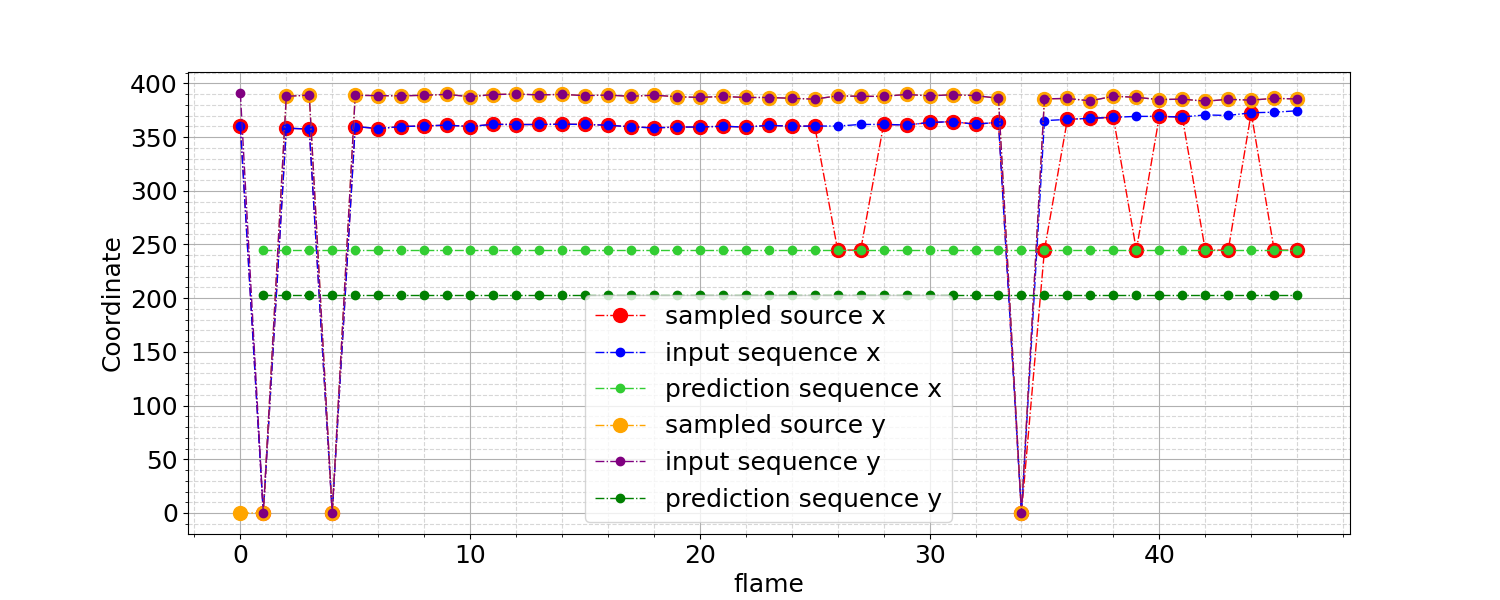 400
350
300
250
200
150
100
50
0
Coordinate
sampled source x
input sequence x
prediction sequence x
sampled source y
input sequence y
prediction sequence y
0 10 20 30 40
flame